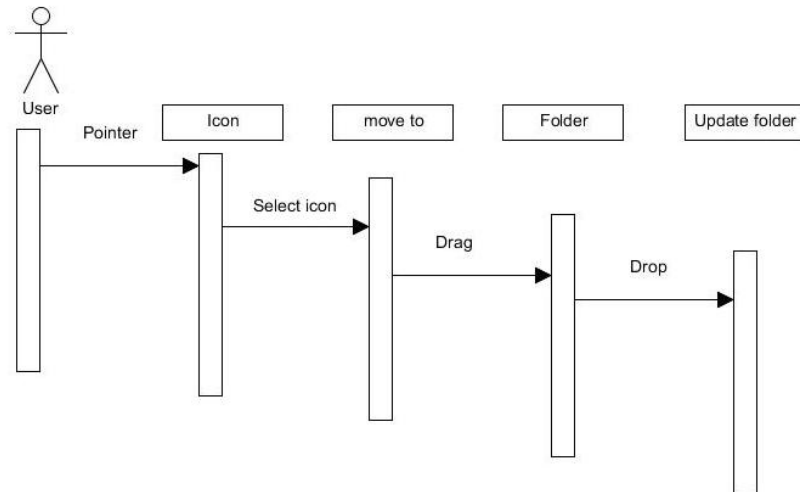 User
Icon
move to
Folder
Update folder
Pointer
Select icon
Drag
Drop